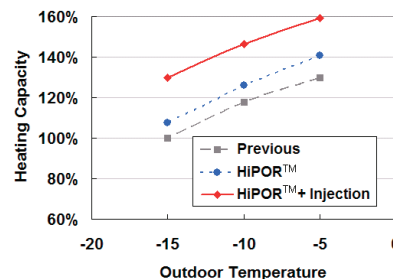 Heating Capacity
160%
140%
120%
100%
80%
60%
-20
-15
-10
-5
0
Previous
HiPOR™
HiPOR™+ Injection
Outdoor Temperature